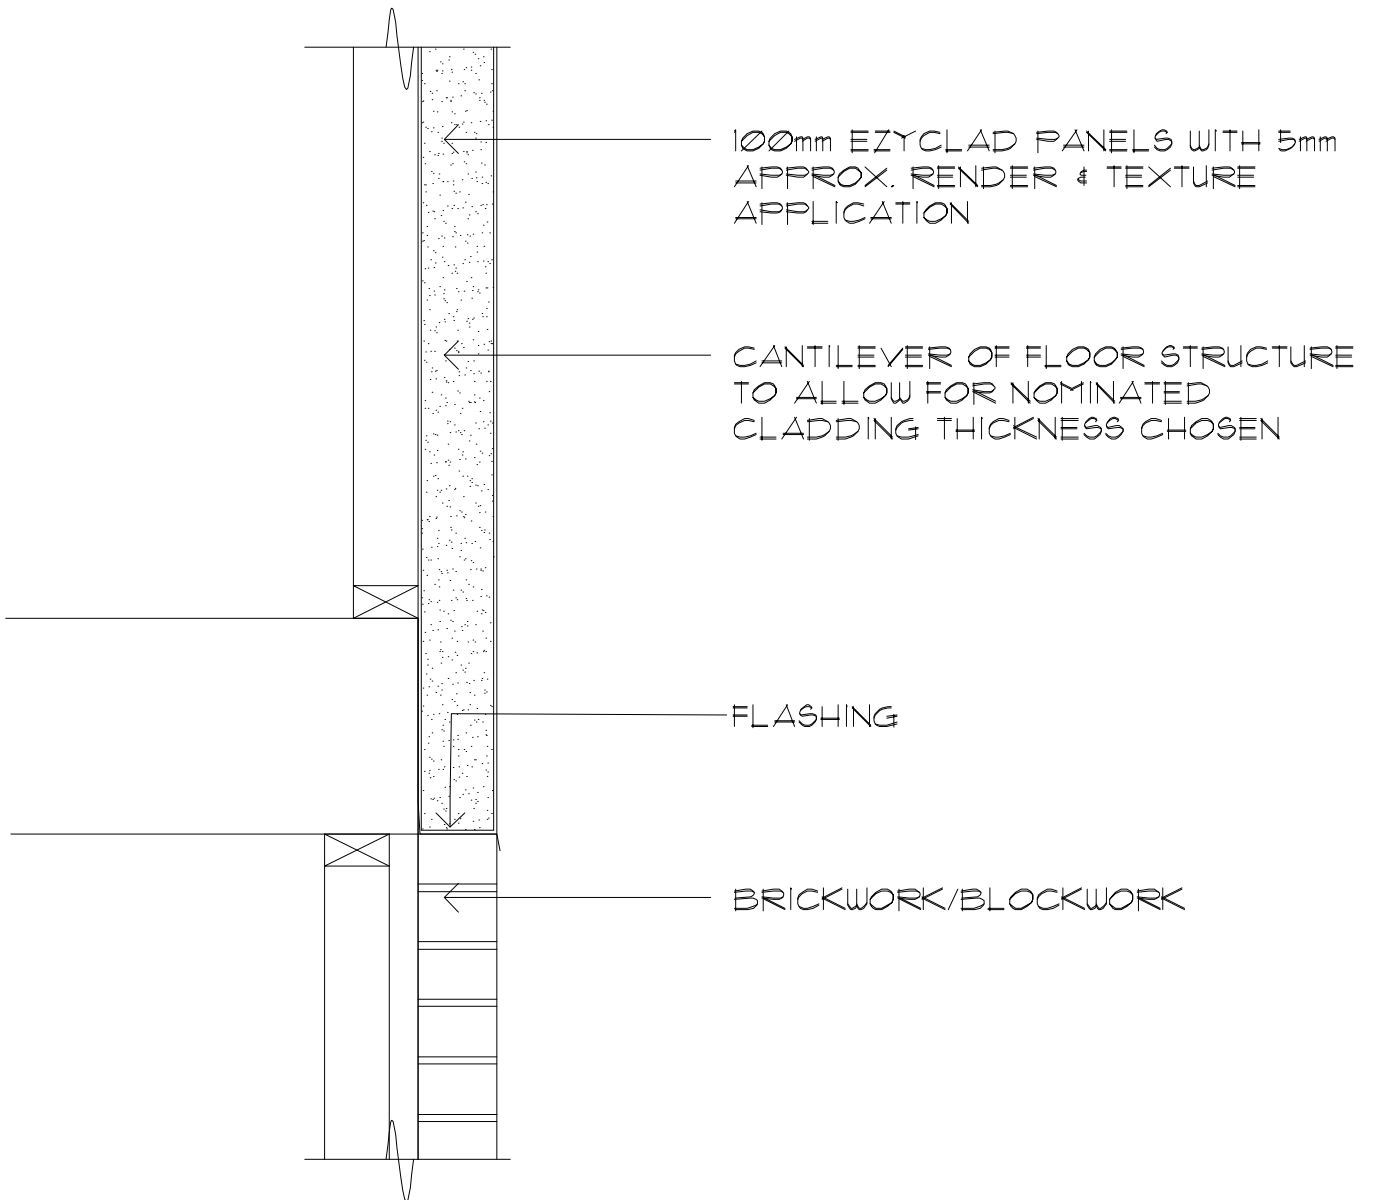 100mm EZYCLAD PANELS WITH 5mm
APPROX. RENDER & TEXTURE
APPLICATION
CANTILEVER OF FLOOR STRUCTURE
TO ALLOW FOR NOMINATED
CLADDING THICKNESS CHOSEN
FLASHING
BRICKWORK/BLOCKWORK